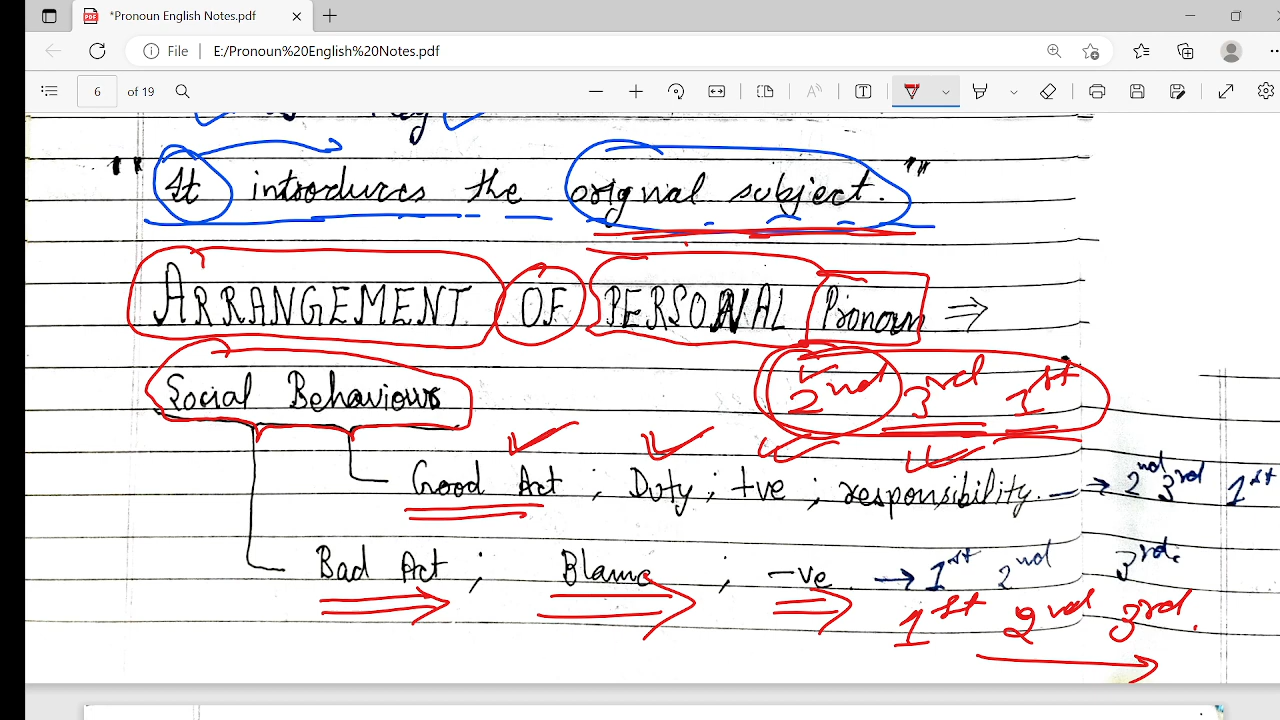 *Pronoun English Notes.pdf
File | E:/Pronoun%20English%20Notes.pdf
6 of 19
"It introduces the orignal subject."
ARRANGEMENT OF PERSONAL Pronoun ⇒
Social Behaviour
2nd 3rd 1st
Good Act ; Duty ; +ve ; responsibility. → 2nd 3rd 1st
Bad Act ; Blame ; -ve. → 1st 2nd 3rd.
1st 2nd 3rd.